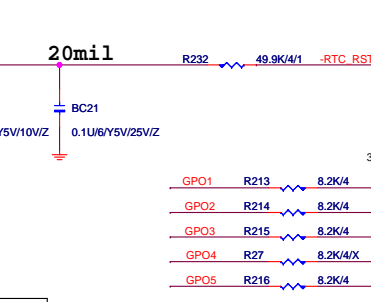 20mil
R232 49.9K/4/1 -RTC_RST
BC21
Y5V/10V/Z 0.1U/6/Y5V/25V/Z
3
GPO1 R213 8.2K/4
GPO2 R214 8.2K/4
GPO3 R215 8.2K/4
GPO4 R27 8.2K/4/X
GPO5 R216 8.2K/4